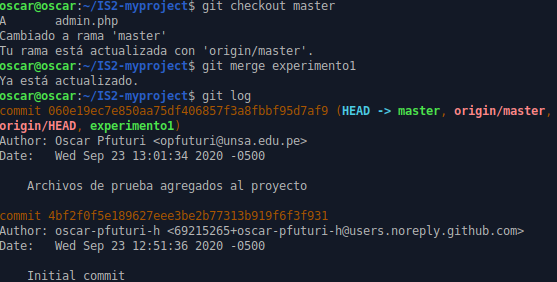 oscar@oscar:~/IS2-myproject$ git checkout master
A       admin.php
Cambiado a rama 'master'
Tu rama está actualizada con 'origin/master'.
oscar@oscar:~/IS2-myproject$ git merge experimento1
Ya está actualizado.
oscar@oscar:~/IS2-myproject$ git log
commit 060e19ec7e850aa75df406857f3a8fbbf95d7af9 (HEAD -> master, origin/master,
origin/HEAD, experimento1)
Author: Oscar Pfuturi <opfuturi@unsa.edu.pe>
Date:   Wed Sep 23 13:01:34 2020 -0500
    Archivos de prueba agregados al proyecto
commit 4bf2f0f5e189627eee3be2b77313b919f6f3f931
Author: oscar-pfuturi-h <69215265+oscar-pfuturi-h@users.noreply.github.com>
Date:   Wed Sep 23 12:51:36 2020 -0500
    Initial commit